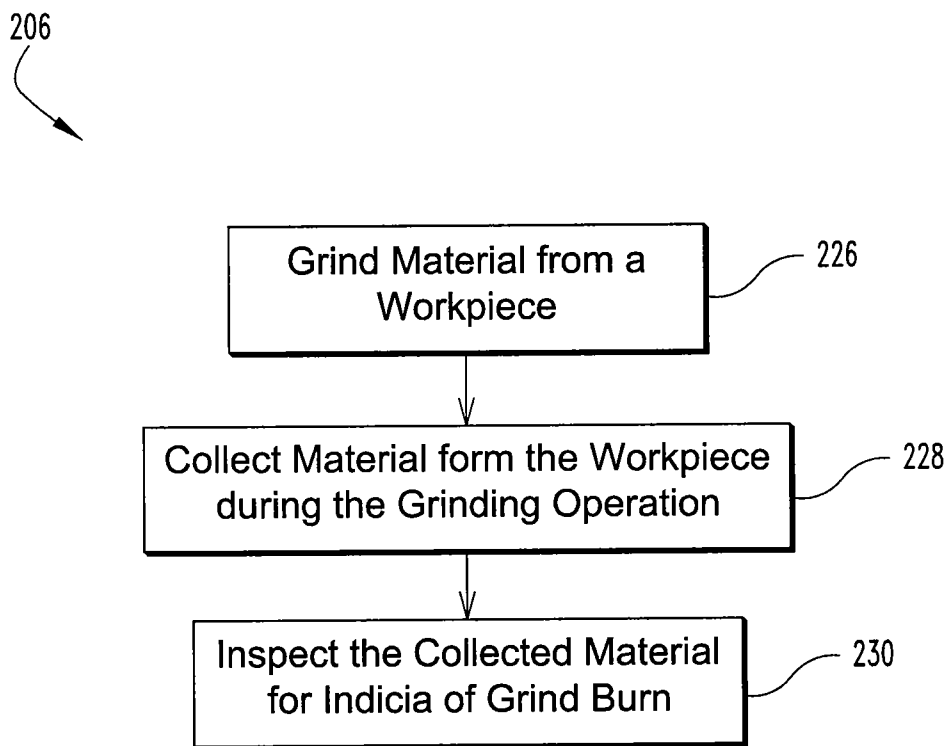 206
Grind Material from a
Workpiece
226
Collect Material form the Workpiece
during the Grinding Operation
228
Inspect the Collected Material
for Indicia of Grind Burn
230